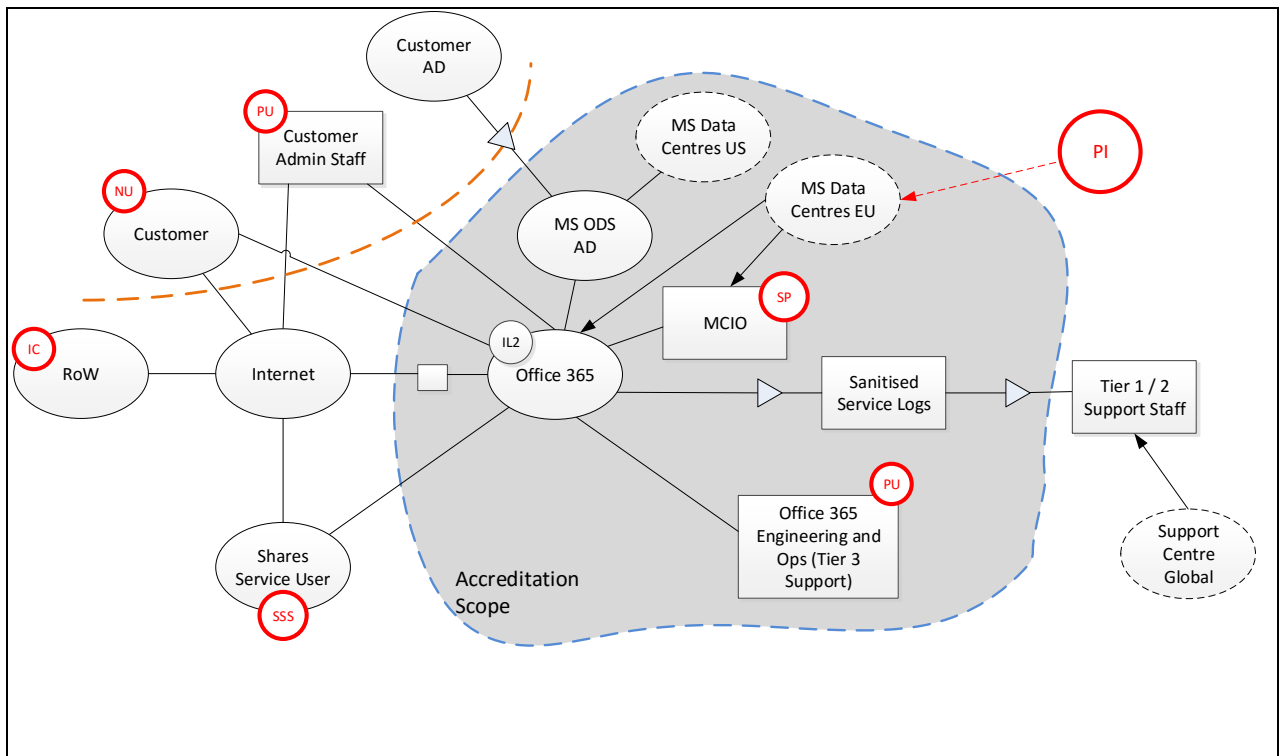 Customer
AD
PU
Customer
Admin Staff
MS Data
Centres US
PI
NU
Customer
MS ODS
AD
MS Data
Centres EU
SP
MCIO
IC
RoW
Internet
IL2
Office 365
Sanitised
Service Logs
Tier 1 / 2
Support Staff
PU
Office 365
Engineering and
Ops (Tier 3
Support)
Support
Centre
Global
Shares
Service User
SSS
Accreditation
Scope